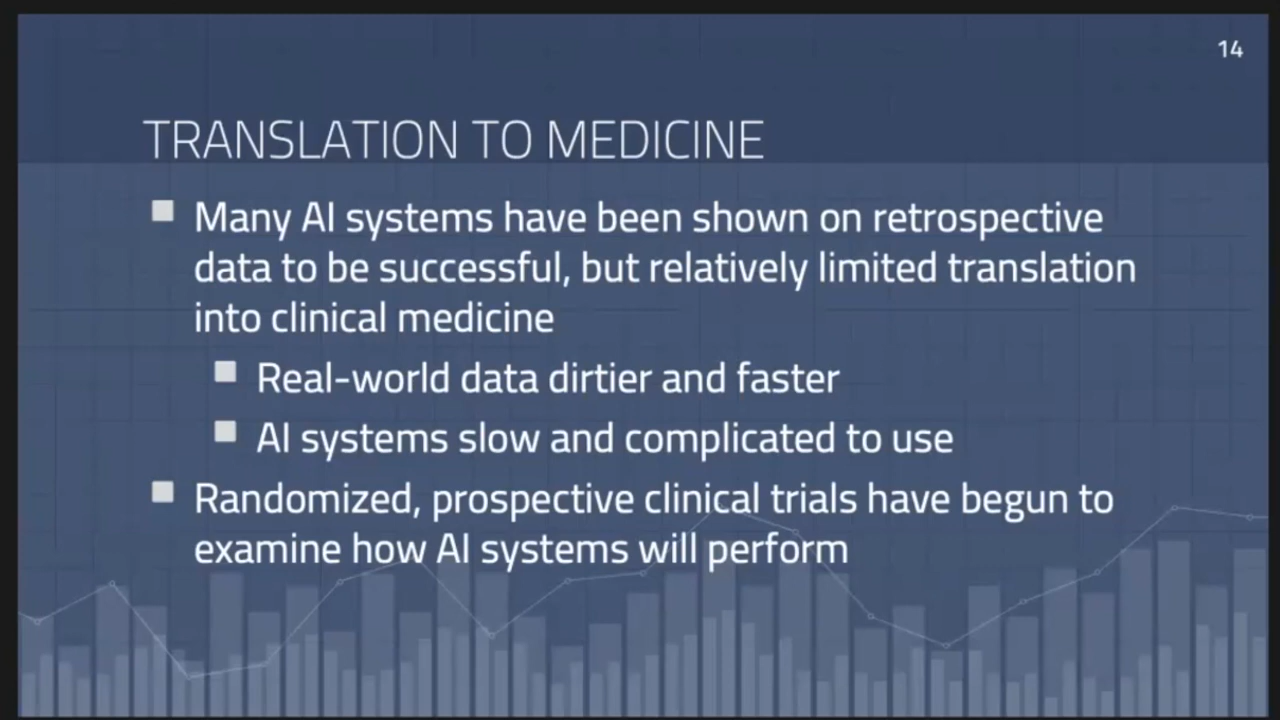 14
TRANSLATION TO MEDICINE
Many AI systems have been shown on retrospective
data to be successful, but relatively limited translation
into clinical medicine
Real-world data dirtier and faster
AI systems slow and complicated to use
Randomized, prospective clinical trials have begun to
examine how AI systems will perform